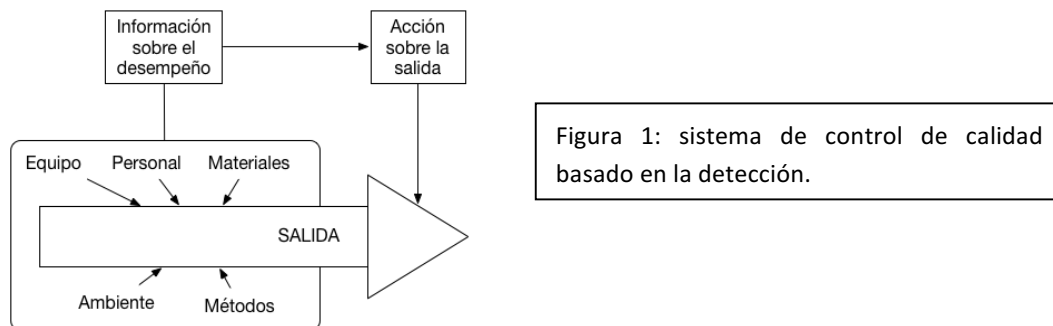 Información
sobre el
desempeño
Acción
sobre la
salida
Equipo Personal Materiales
SALIDA
Ambiente Métodos
Figura 1: sistema de control de calidad
basado en la detección.